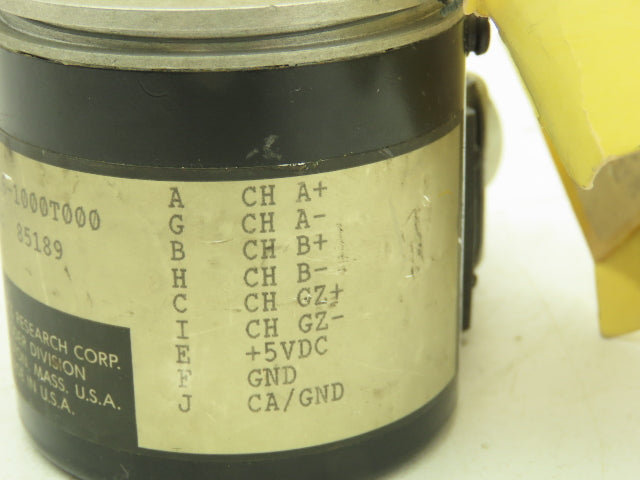 -1000T000
85189
A CH A+
G CH A-
B CH B+
H CH B-
C CH GZ+
I CH GZ-
E +5VDC
F GND
J CA/GND
RESEARCH CORP.
DIVISION
MASS. U.S.A.
IN U.S.A.